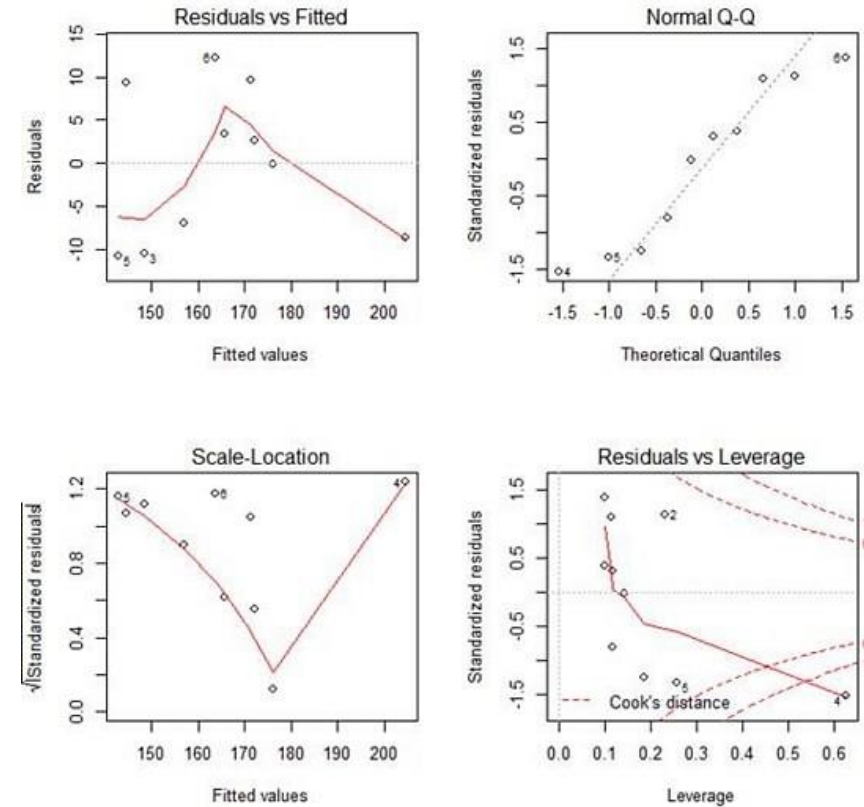 Residuals vs Fitted
15
10
5
0
-5
-10
Residuals
6
5
3
150 160 170 180 190 200
Fitted values
Normal Q-Q
1.5
0.5
-0.5
-1.5
Standardized residuals
6
5
4
-1.5 -1.0 -0.5 0.0 0.5 1.0 1.5
Theoretical Quantiles
Scale-Location
1.2
0.8
0.4
0.0
√|Standardized residuals|
5
6
4
150 160 170 180 190 200
Fitted values
Residuals vs Leverage
1.5
0.5
-0.5
-1.5
Standardized residuals
2
5
4
Cook's distance
0.0 0.1 0.2 0.3 0.4 0.5 0.6
Leverage